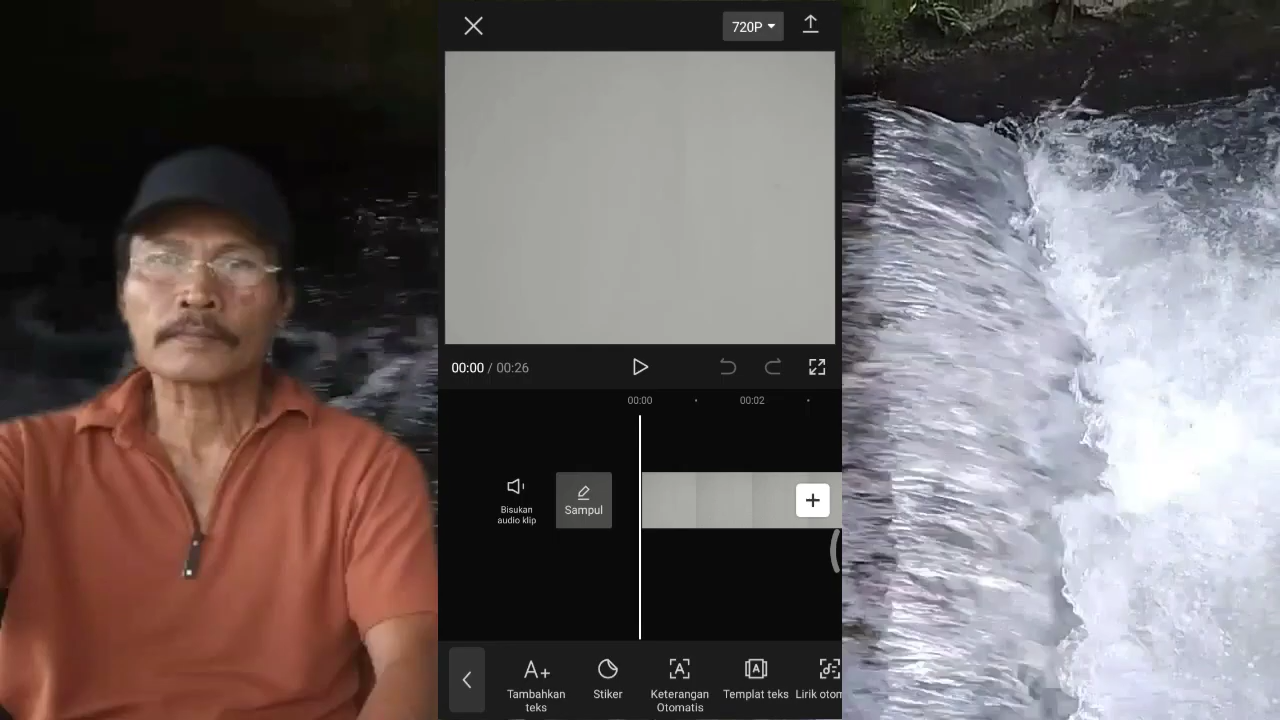 720P
00:00 / 00:26
00:00
00:02
Bisukan
audio klip
Sampul
Tambahkan
teks
Stiker
Keterangan
Otomatis
Templat teks
Lirik otom